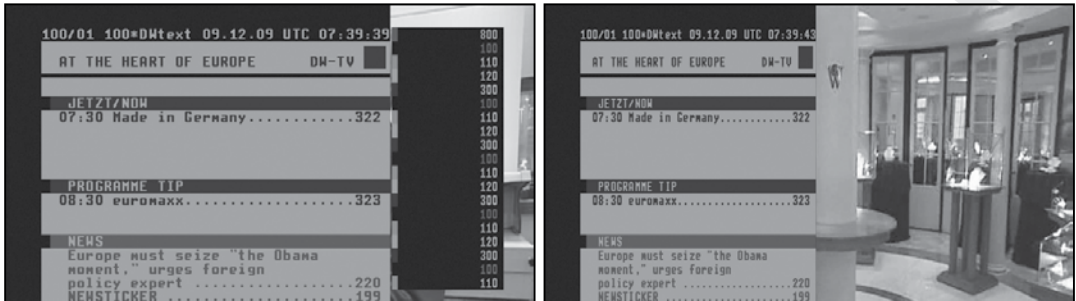 100/01 100*DWtext 09.12.09 UTC 07:39:39
AT THE HEART OF EUROPE DW-TV
JETZT/NOW
07:30 Made in Germany............322
PROGRAMME TIP
08:30 euromaxx...................323
NEWS
Europe must seize "the Obama
moment," urges foreign
policy expert .................220
NEWSTICKER ...................199
800
100
110
120
300
100
110
120
300
100
110
120
300
100
110
120
300
100
110
100/01 100*DWtext 09.12.09 UTC 07:39:43
AT THE HEART OF EUROPE DW-TV
JETZT/NOW
07:30 Made in Germany............322
PROGRAMME TIP
08:30 euromaxx...................323
NEWS
Europe must seize "the Obama
moment," urges foreign
policy expert .................220
NEWSTICKER ...................199
W